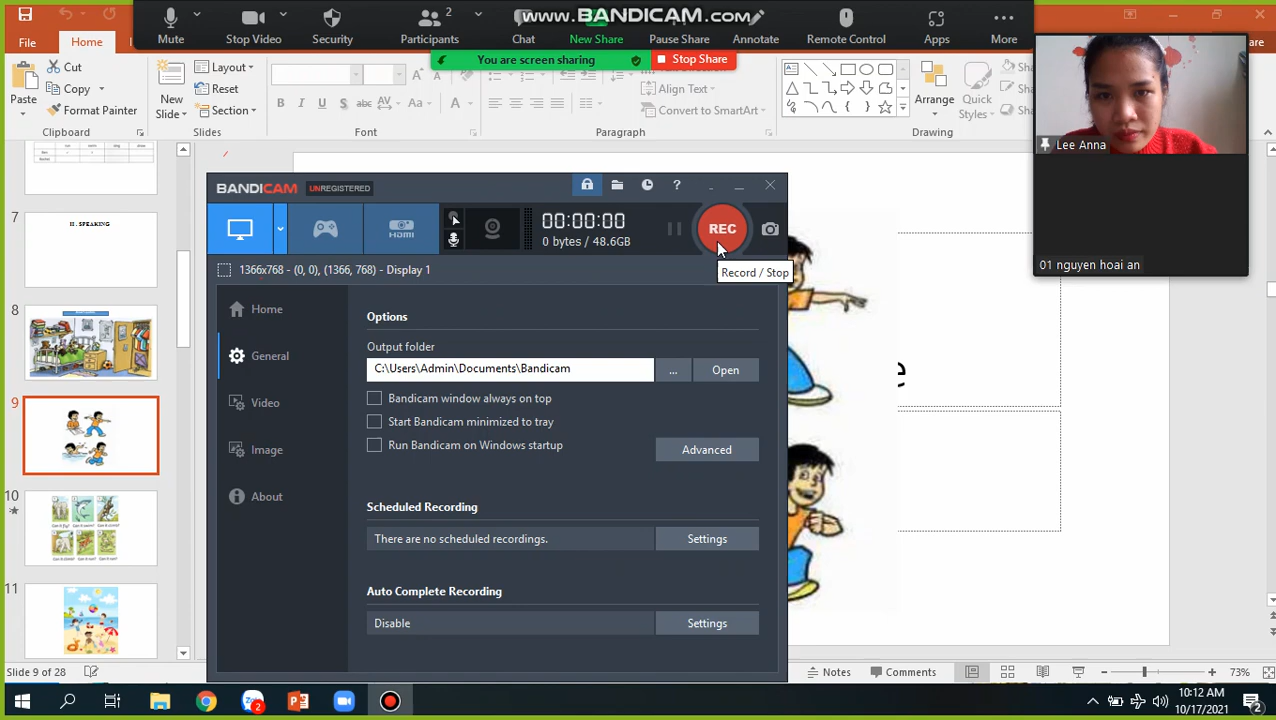 www.BANDICAM.com
2
Mute
Stop Video
Security
Participants
Chat
New Share
Pause Share
Annotate
Remote Control
Apps
More
You are screen sharing
Stop Share
File
Home
Paste
Cut
Copy
Format Painter
Clipboard
New Slide
Layout
Reset
Section
Slides
B I U S abc AV Aa A
Font
Align Text
Convert to SmartArt
Paragraph
Arrange
Quick Styles
Drawing
Lee Anna
01 nguyen hoai an
BANDICAM UNREGISTERED
HDMI
00:00:00
0 bytes / 48.6GB
REC
Record / Stop
1366x768 - (0, 0), (1366, 768) - Display 1
Home
General
Video
Image
About
Options
Output folder
C:\Users\Admin\Documents\Bandicam
...
Open
Bandicam window always on top
Start Bandicam minimized to tray
Run Bandicam on Windows startup
Advanced
Scheduled Recording
There are no scheduled recordings.
Settings
Auto Complete Recording
Disable
Settings
7
II. SPEAKING
8
9
10
11
e
Slide 9 of 28
Notes
Comments
73%
2
10:12 AM
10/17/2021
2